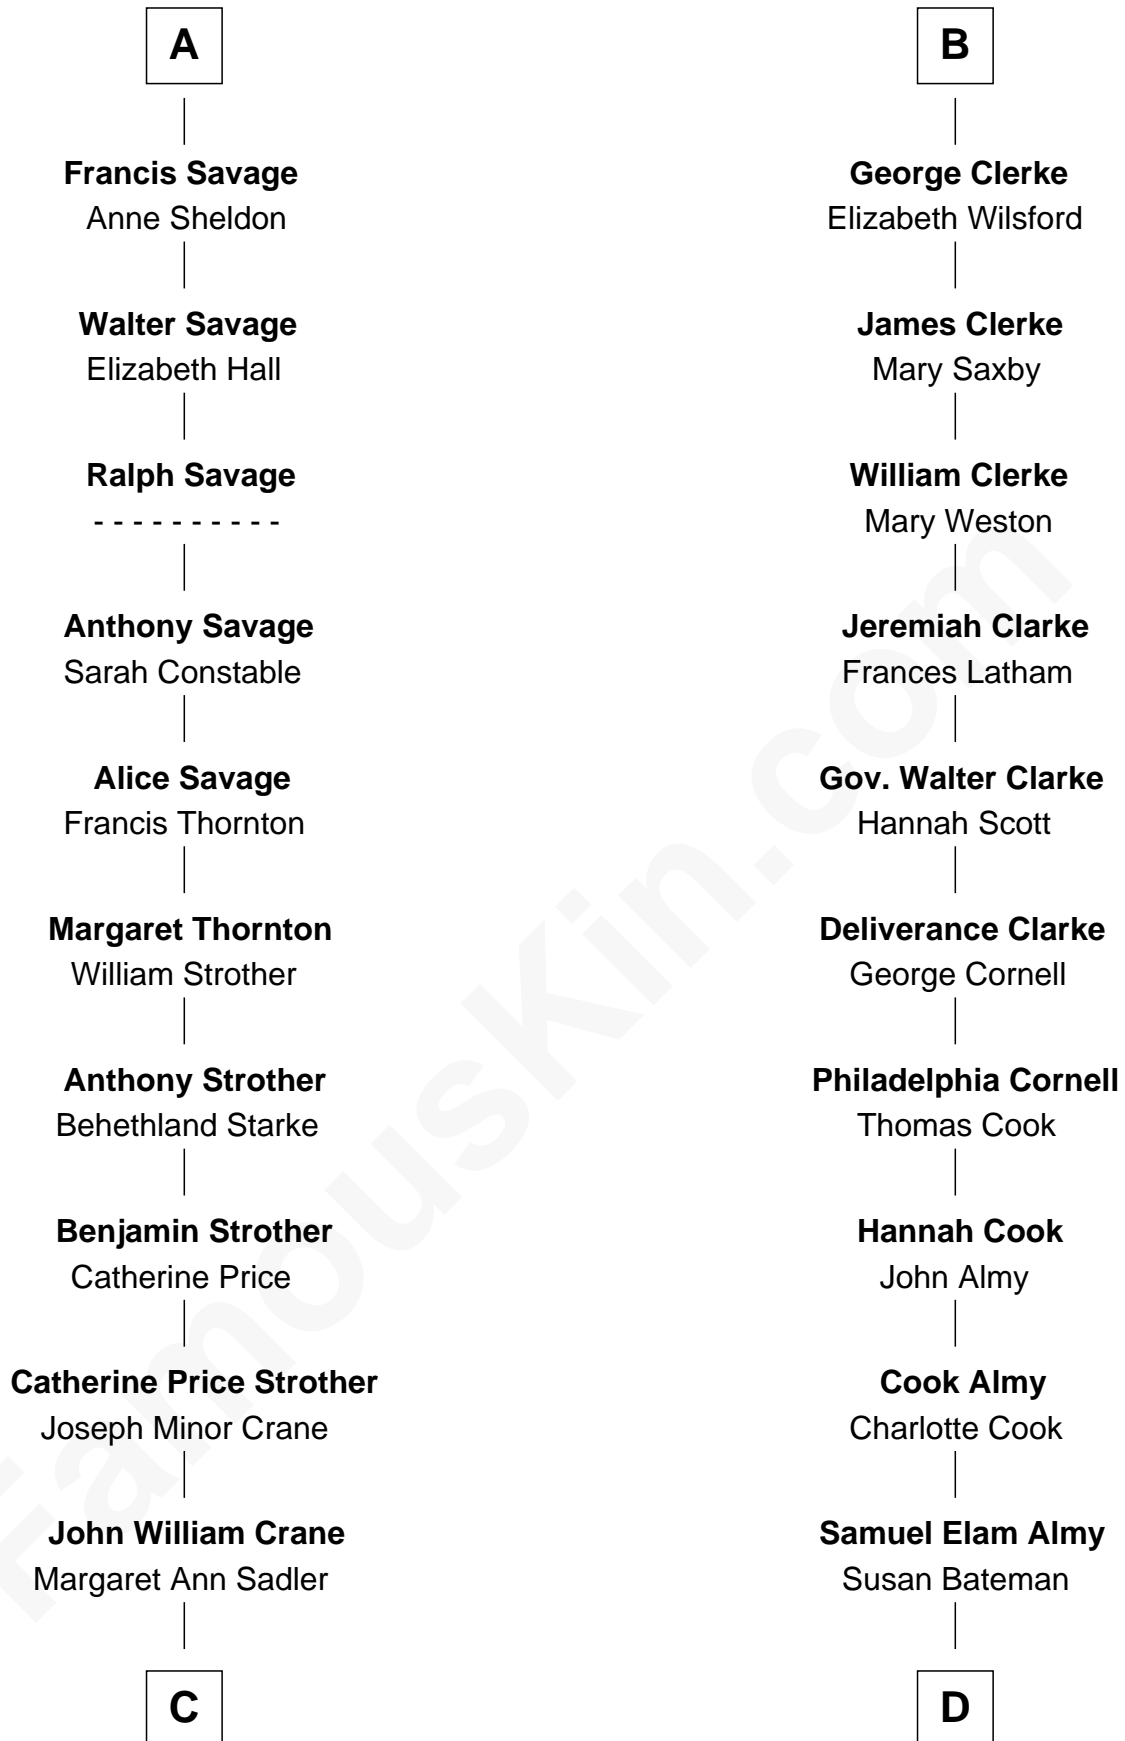 A
Francis Savage
Anne Sheldon
Walter Savage
Elizabeth Hall
Ralph Savage
- - - - - - - - - -
Anthony Savage
Sarah Constable
Alice Savage
Francis Thornton
Margaret Thornton
William Strother
Anthony Strother
Behethland Starke
Benjamin Strother
Catherine Price
Catherine Price Strother
Joseph Minor Crane
John William Crane
Margaret Ann Sadler
C
B
George Clerke
Elizabeth Wilsford
James Clerke
Mary Saxby
William Clerke
Mary Weston
Jeremiah Clarke
Frances Latham
Gov. Walter Clarke
Hannah Scott
Deliverance Clarke
George Cornell
Philadelphia Cornell
Thomas Cook
Hannah Cook
John Almy
Cook Almy
Charlotte Cook
Samuel Elam Almy
Susan Bateman
D
FamousKin.com